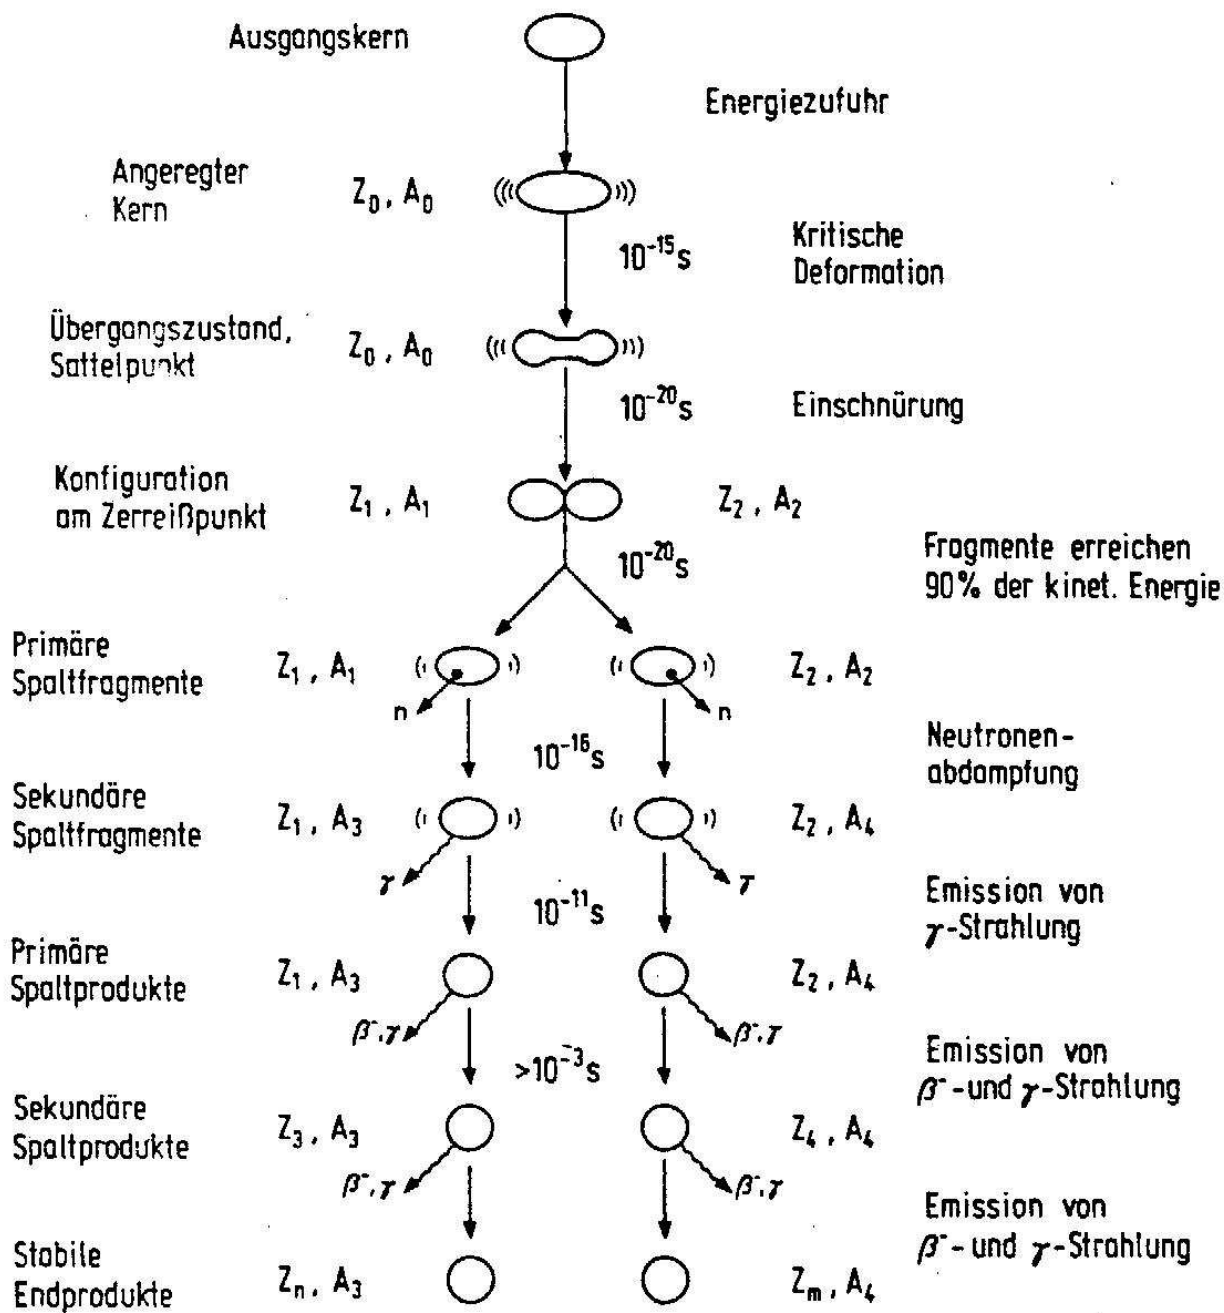 Ausgangskern
Energiezufuhr
Angeregter
Kern
Z₀, A₀
10⁻¹⁵s
Kritische
Deformation
Übergangszustand,
Sattelpunkt
Z₀, A₀
10⁻²⁰s
Einschnürung
Konfiguration
am Zerreißpunkt
Z₁, A₁
Z₂, A₂
10⁻²⁰s
Fragmente erreichen
90% der kinet. Energie
Primäre
Spaltfragmente
Z₁, A₁
n
n
Z₂, A₂
10⁻¹⁶s
Neutronen-
abdampfung
Sekundäre
Spaltfragmente
Z₁, A₃
γ
γ
Z₂, A₄
10⁻¹¹s
Emission von
γ-Strahlung
Primäre
Spaltprodukte
Z₁, A₃
β⁻,γ
β⁻,γ
Z₂, A₄
>10⁻³s
Emission von
β⁻-und γ-Strahlung
Sekundäre
Spaltprodukte
Z₃, A₃
β⁻,γ
β⁻,γ
Z₄, A₄
Emission von
β⁻-und γ-Strahlung
Stabile
Endprodukte
Zₙ, A₃
Zₘ, A₄